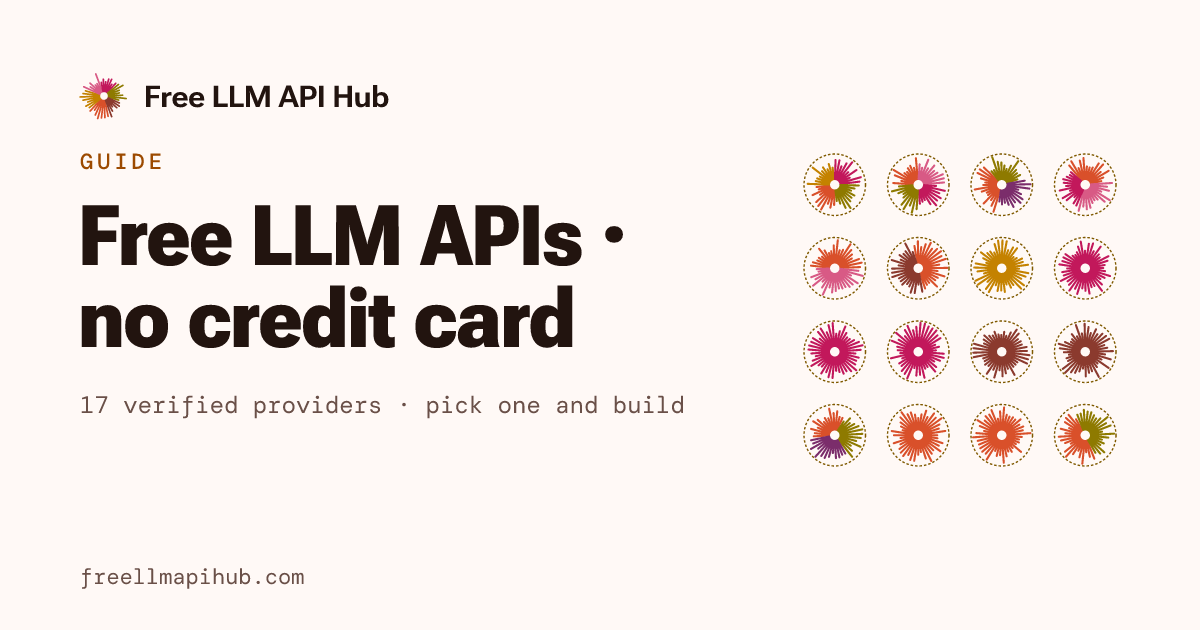 Free LLM API Hub
GUIDE
Free LLM APIs ·
no credit card
17 verified providers · pick one and build
freellmapihub.com